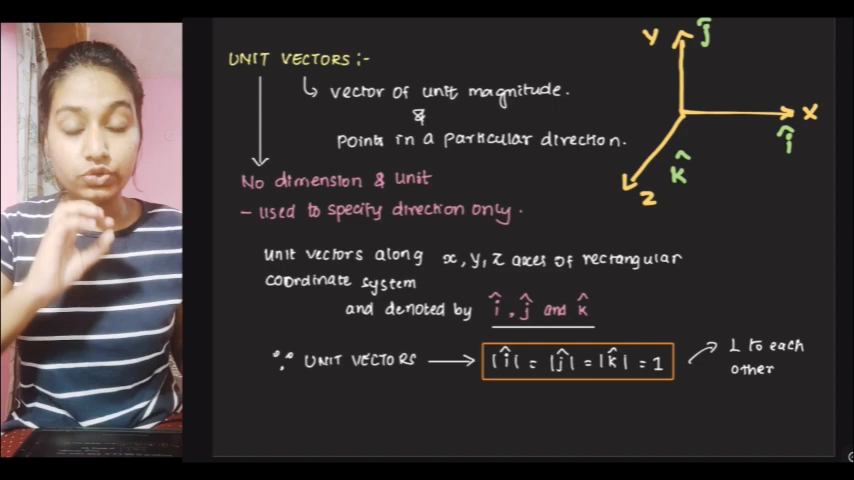 UNIT VECTORS :-
↳ vector of unit magnitude.
&
points in a particular direction.
No dimension & unit
- used to specify direction only.
Y ĵ
X
î
k̂
Z
Unit vectors along x, y, z axes of rectangular
coordinate system
and denoted by î, ĵ and k̂
∵ UNIT VECTORS → |î| = |ĵ| = |k̂| = 1
⊥ to each
other